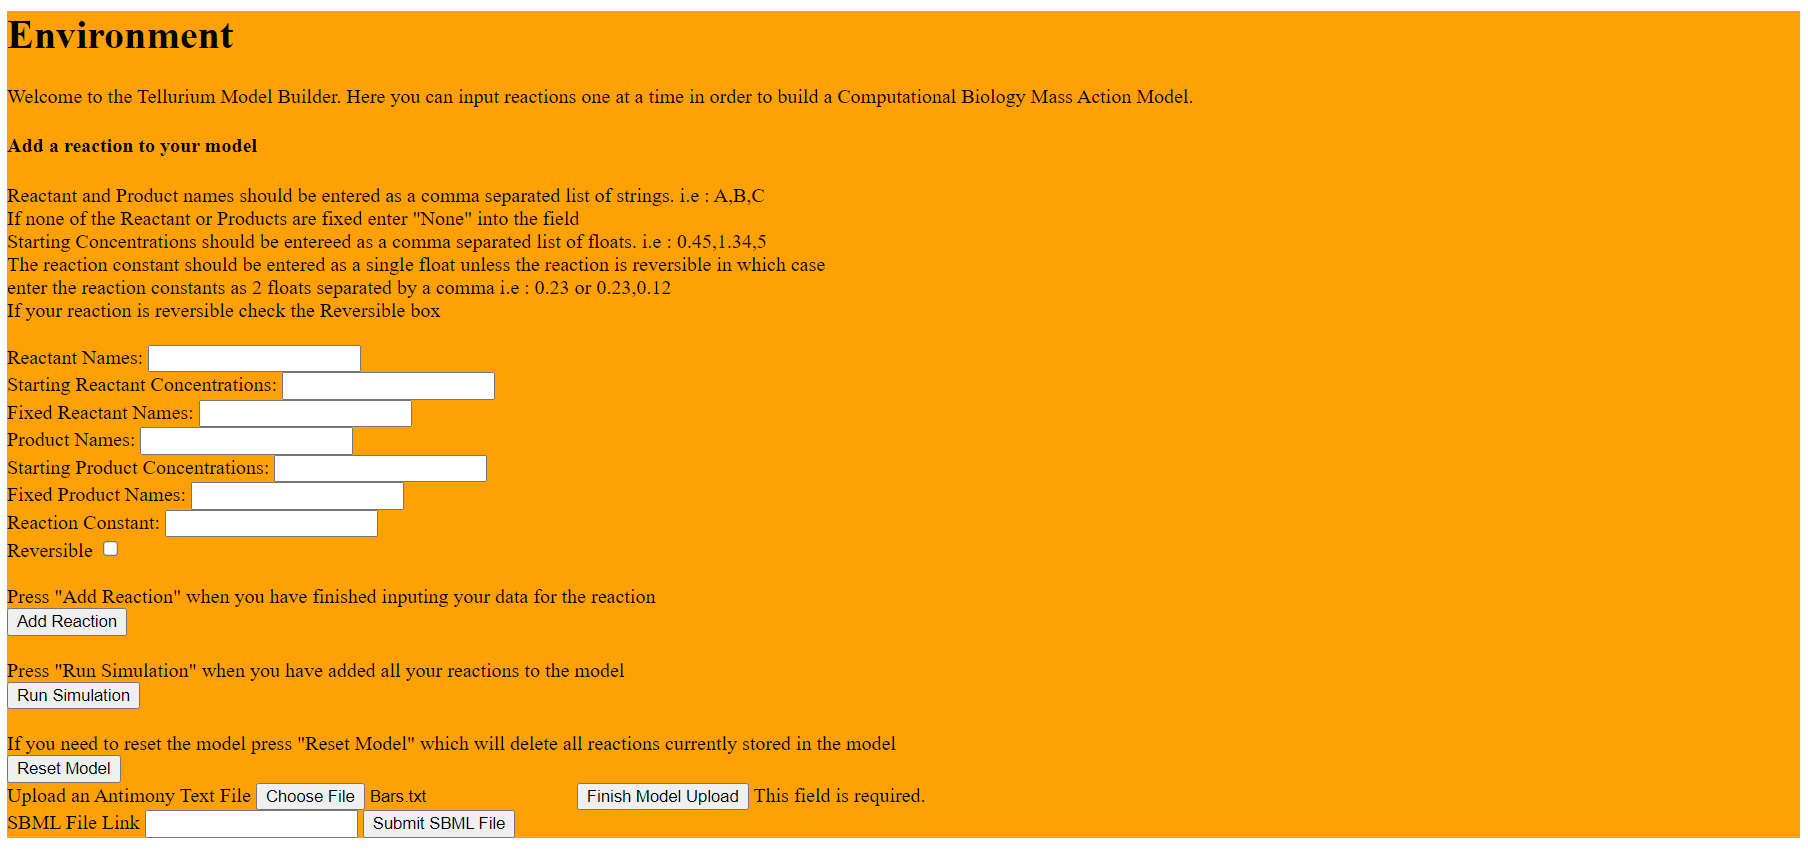 Environment
Welcome to the Tellurium Model Builder. Here you can input reactions one at a time in order to build a Computational Biology Mass Action Model.
Add a reaction to your model
Reactant and Product names should be entered as a comma separated list of strings. i.e : A,B,C
If none of the Reactant or Products are fixed enter "None" into the field
Starting Concentrations should be entereed as a comma separated list of floats. i.e : 0.45,1.34,5
The reaction constant should be entered as a single float unless the reaction is reversible in which case
enter the reaction constants as 2 floats separated by a comma i.e : 0.23 or 0.23,0.12
If your reaction is reversible check the Reversible box
Reactant Names:
Starting Reactant Concentrations:
Fixed Reactant Names:
Product Names:
Starting Product Concentrations:
Fixed Product Names:
Reaction Constant:
Reversible
Press "Add Reaction" when you have finished inputing your data for the reaction
Add Reaction
Press "Run Simulation" when you have added all your reactions to the model
Run Simulation
If you need to reset the model press "Reset Model" which will delete all reactions currently stored in the model
Reset Model
Upload an Antimony Text File Choose File Bars.txt Finish Model Upload This field is required.
SBML File Link Submit SBML File